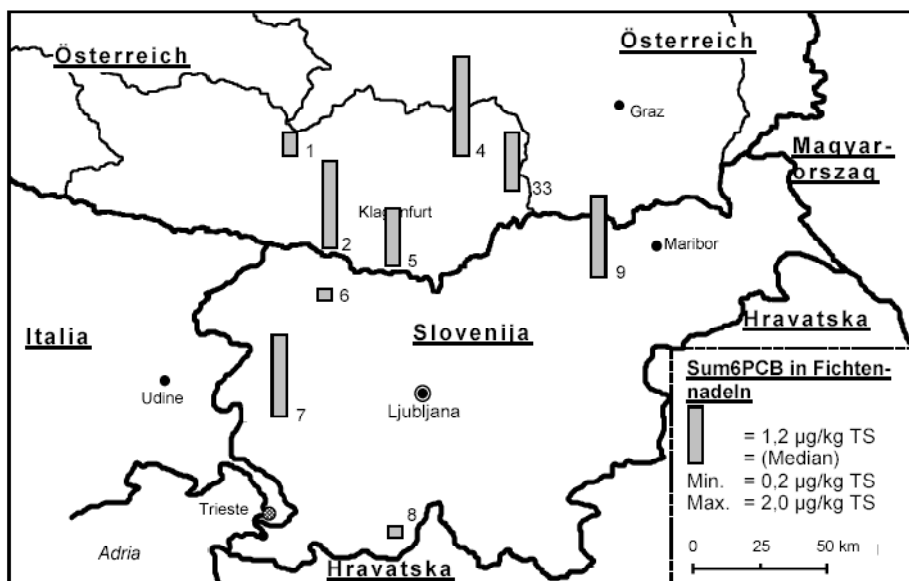 Österreich
Österreich
Graz
1
4
33
Maqyar-
orszaq
Klagenfurt
2
5
Maribor
9
6
Italia
Slovenija
Hravatska
Udine
7
Ljubljana
Trieste
8
Adria
Hravatska
Sum6PCB in Fichten-
nadeln
= 1,2 µg/kg TS
= (Median)
Min. = 0,2 µg/kg TS
Max. = 2,0 µg/kg TS
0 25 50 km